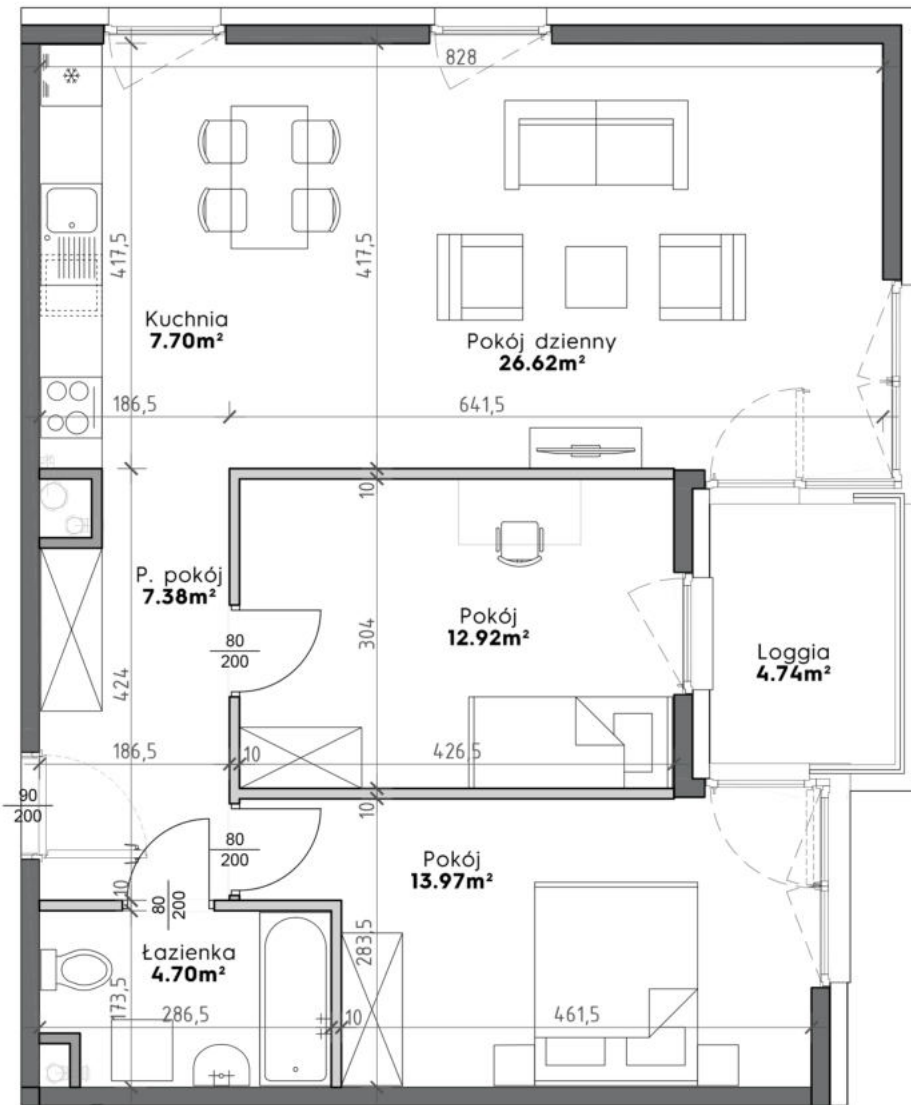 828
417,5
417,5
Kuchnia
7.70m²
Pokój dzienny
26.62m²
186,5
641,5
10
P. pokój
7.38m²
80
200
304
Pokój
12.92m²
Loggia
4.74m²
424
186,5
10
426,5
90
200
10
80
200
Pokój
13.97m²
10
80
200
Łazienka
4.70m²
283,5
173,5
286,5
10
461,5